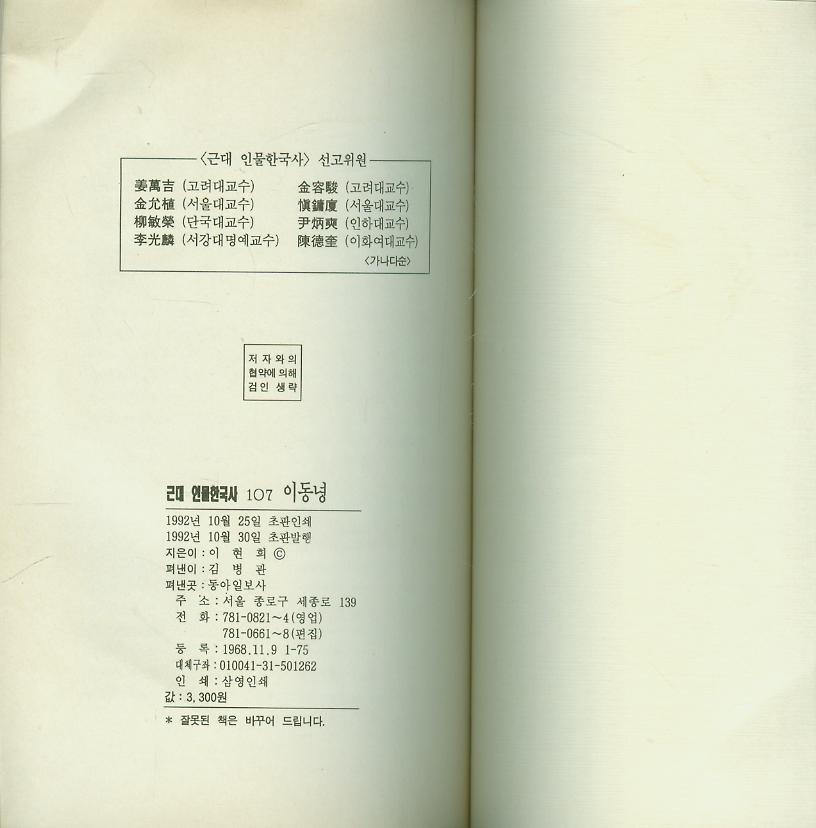 〈근대 인물한국사〉 선고위원
姜萬吉 (고려대교수) 金容駿 (고려대교수)
金允植 (서울대교수) 愼鏞廈 (서울대교수)
柳敏榮 (단국대교수) 尹炳奭 (인하대교수)
李光麟 (서강대명예교수) 陳德奎 (이화여대교수)
〈가나다순〉
저자와의
협약에 의해
검인 생략
근대 인물한국사 107 이동녕
1992년 10월 25일 초판인쇄
1992년 10월 30일 초판발행
지은이 : 이 현 희 ⓒ
펴낸이 : 김 병 관
펴낸곳 : 동아일보사
주 소 : 서울 종로구 세종로 139
전 화 : 781-0821~4(영업)
781-0661~8(편집)
등 록 : 1968.11.9 1-75
대체구좌 : 010041-31-501262
인 쇄 : 삼영인쇄
값 : 3,300원
* 잘못된 책은 바꾸어 드립니다.